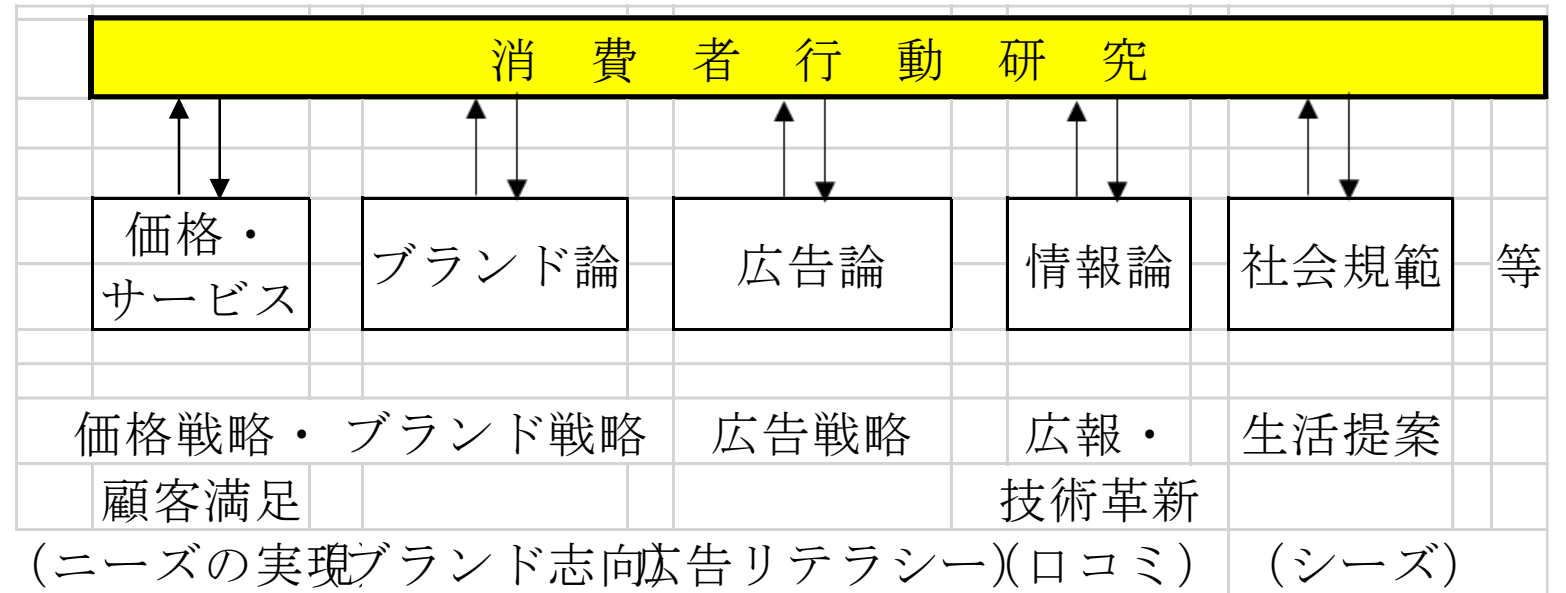 消費者行動研究
価格・
サービス
ブランド論
広告論
情報論
社会規範
等
価格戦略・
ブランド戦略
広告戦略
広報・
生活提案
顧客満足
技術革新
(ニーズの実現)
(ブランド志向)
(広告リテラシー)
(口コミ)
(シーズ)